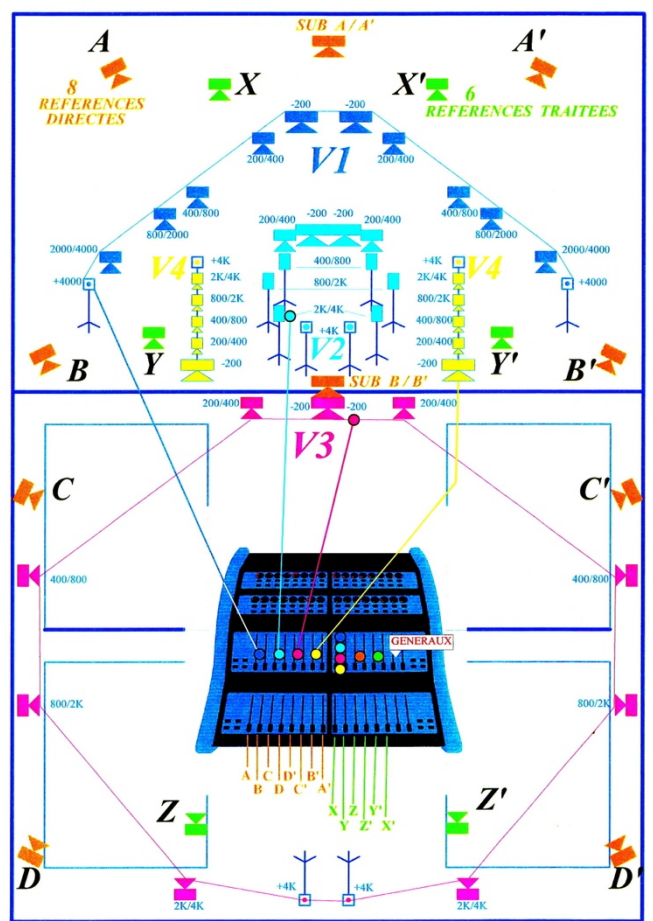 SUB A / A'
A
A'
X
X'
8
REFERENCES
DIRECTES
6
REFERENCES TRAITEES
-200
-200
200/400
V1
200/400
400/800
400/800
800/2000
800/2000
2000/4000
2000/4000
+4000
+4000
200/400
-200
-200
200/400
V4
V4
+4K
+4K
2K/4K
2K/4K
800/2K
800/2K
400/800
400/800
200/400
200/400
-200
-200
400/800
800/2K
2K/4K
+4K
V2
B
Y
Y'
B'
SUB B / B'
200/400
-200
-200
200/400
V3
C
C'
400/800
400/800
GENERAUX
800/2K
800/2K
A
C
D'
B'
B
D
C'
A'
X
Z
Y'
Y
Z'
X'
Z
Z'
D
D'
2K/4K
+4K
+4K
2K/4K